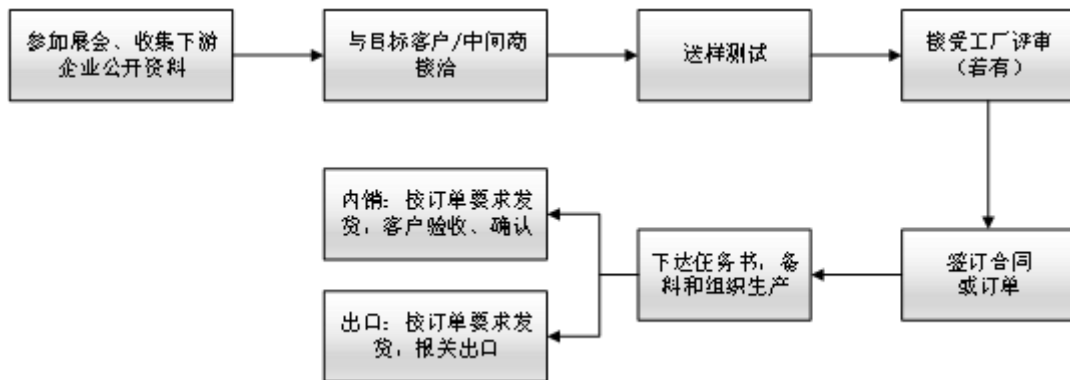 参加展会、收集下游
企业公开资料
与目标客户/中间商
接洽
送样测试
接受工厂评审
（若有）
签订合同
或订单
下达任务书，备
料和组织生产
内销：按订单要求发
货，客户验收、确认
出口：按订单要求发
货，报关出口